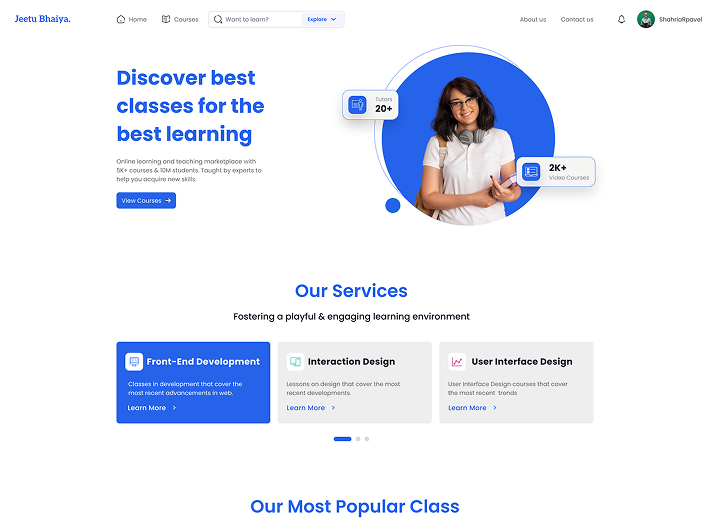 Jeetu Bhaiya.
Home
Courses
Want to learn?
Explore
About us
Contact us
ShahrioRpavel
Discover best
classes for the
best learning
Online learning and teaching marketplace with
5K+ courses & 10M students. Taught by experts to
help you acquire new skills.
View Courses
Tutors
20+
2K+
Video Courses
Our Services
Fostering a playful & engaging learning environment
Front-End Development
Classes in development that cover the
most recent advancements in web.
Learn More
Interaction Design
Lessons on design that cover the most
recent developments.
Learn More
User Interface Design
User Interface Design courses that cover
the most recent trends
Learn More
Our Most Popular Class